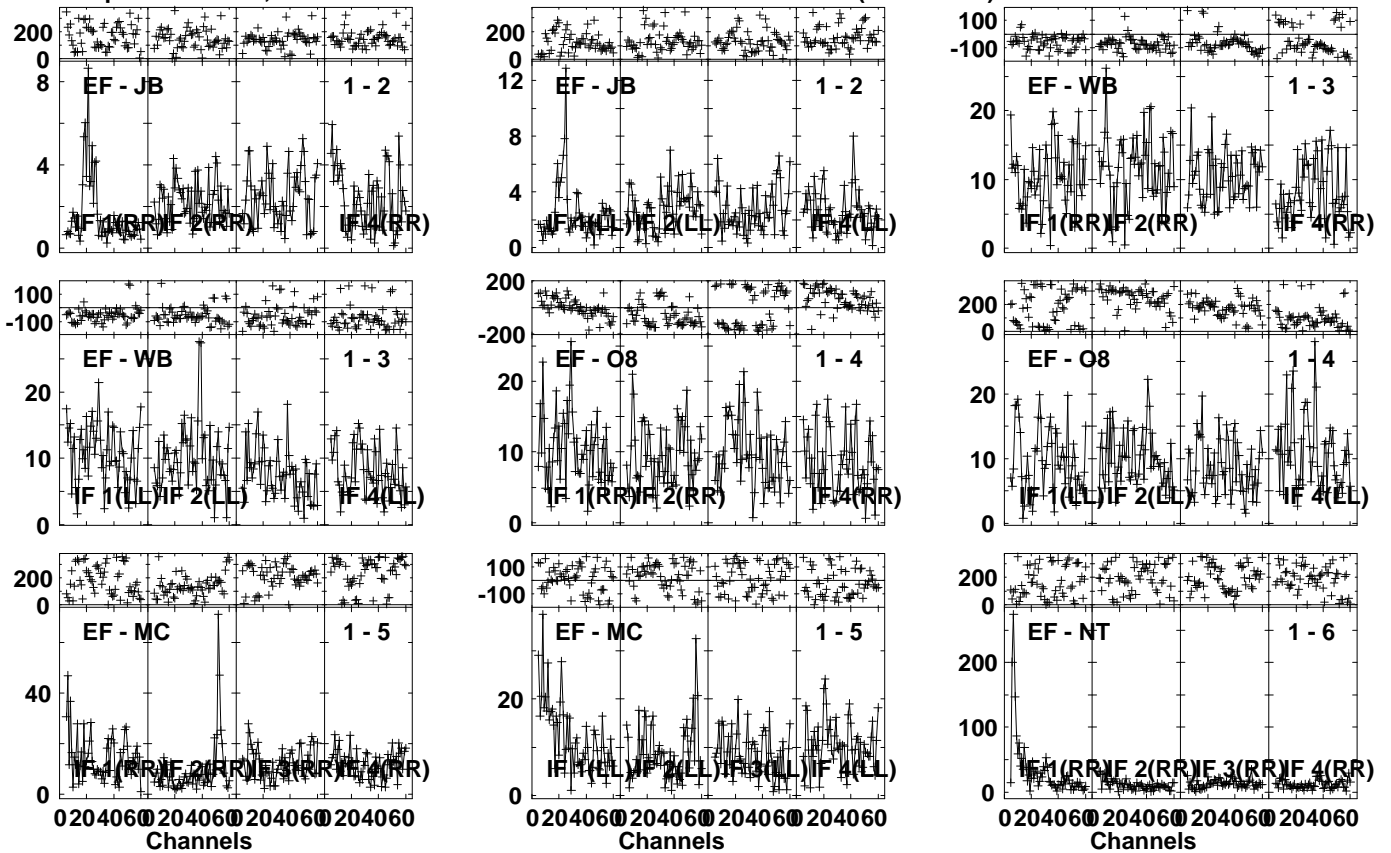 200
0
8
4
0
EF - JB 1 - 2
IF 1(RR) IF 2(RR) IF 4(RR)
200
0
12
8
4
0
EF - JB 1 - 2
IF 1(LL) IF 2(LL) IF 4(LL)
100
-100
20
10
0
EF - WB 1 - 3
IF 1(RR) IF 2(RR) IF 4(RR)
100
-100
20
10
0
EF - WB 1 - 3
IF 1(LL) IF 2(LL) IF 4(LL)
200
-200
20
10
0
EF - O8 1 - 4
IF 1(RR) IF 2(RR) IF 4(RR)
200
0
20
10
0
EF - O8 1 - 4
IF 1(LL) IF 2(LL) IF 4(LL)
200
0
40
0
EF - MC 1 - 5
IF 1(RR) IF 2(RR) IF 3(RR) IF 4(RR)
0 20 40 60 0 20 40 60 0 20 40 60 0 20 40 60
Channels
100
-100
20
0
EF - MC 1 - 5
IF 1(LL) IF 2(LL) IF 3(LL) IF 4(LL)
0 20 40 60 0 20 40 60 0 20 40 60 0 20 40 60
Channels
200
0
200
100
0
EF - NT 1 - 6
IF 1(RR) IF 2(RR) IF 3(RR) IF 4(RR)
0 20 40 60 0 20 40 60 0 20 40 60 0 20 40 60
Channels